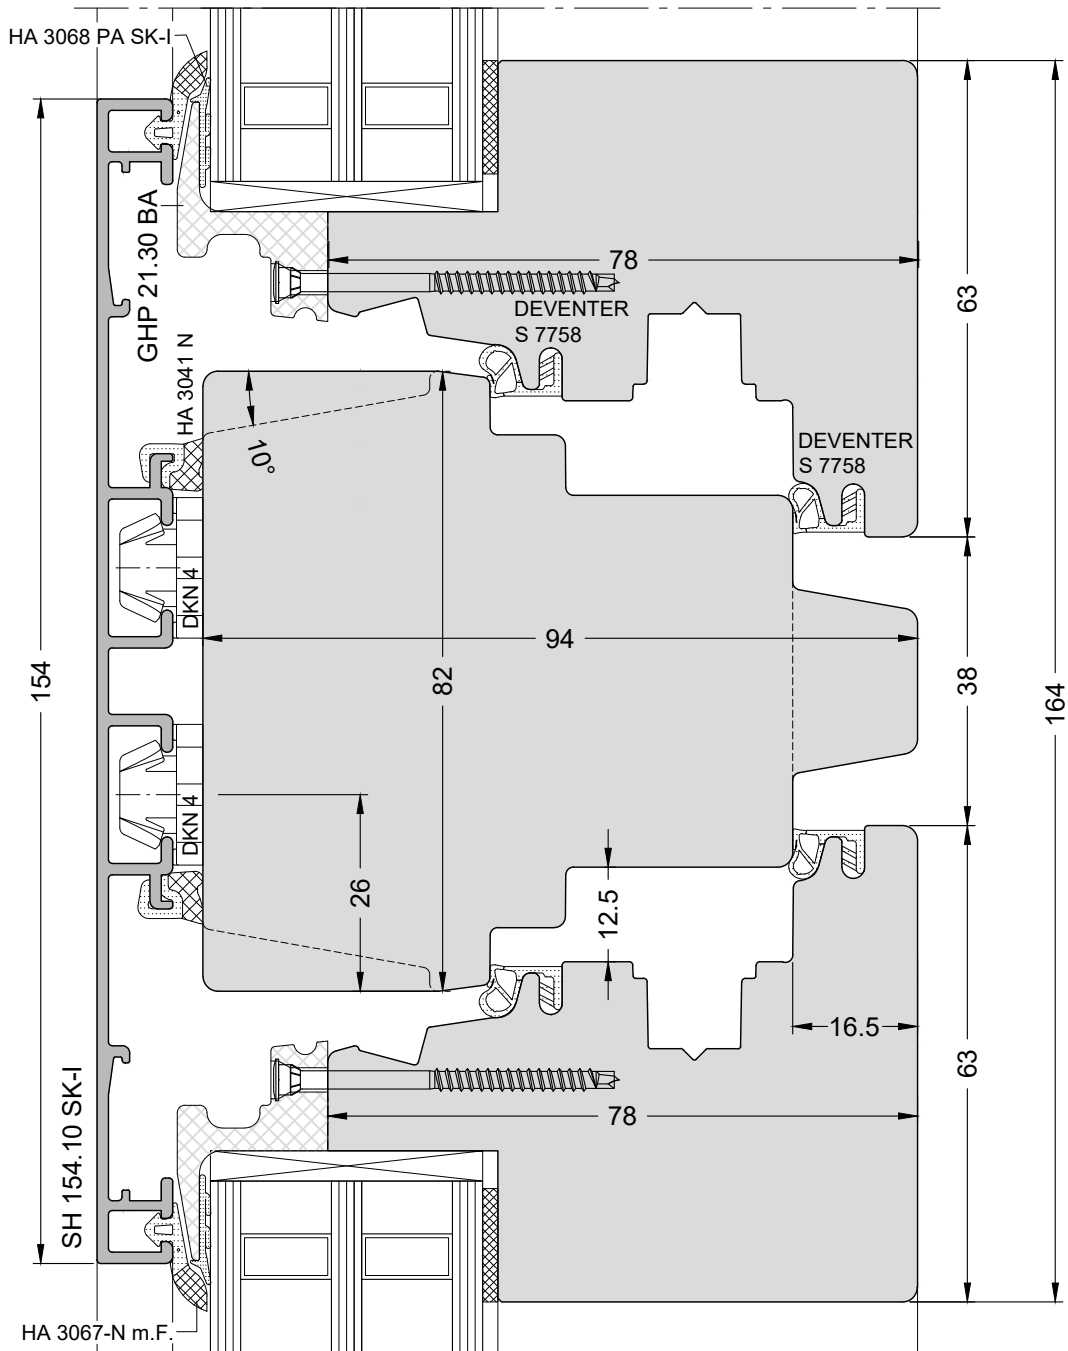 HA 3068 PA SK-I
GHP 21.30 BA
HA 3041 N
78
DEVENTER
S 7758
63
10°
DEVENTER
S 7758
DKN 4
94
154
82
38
164
DKN 4
26
12.5
16.5
63
SH 154.10 SK-I
78
HA 3067-N m.F.